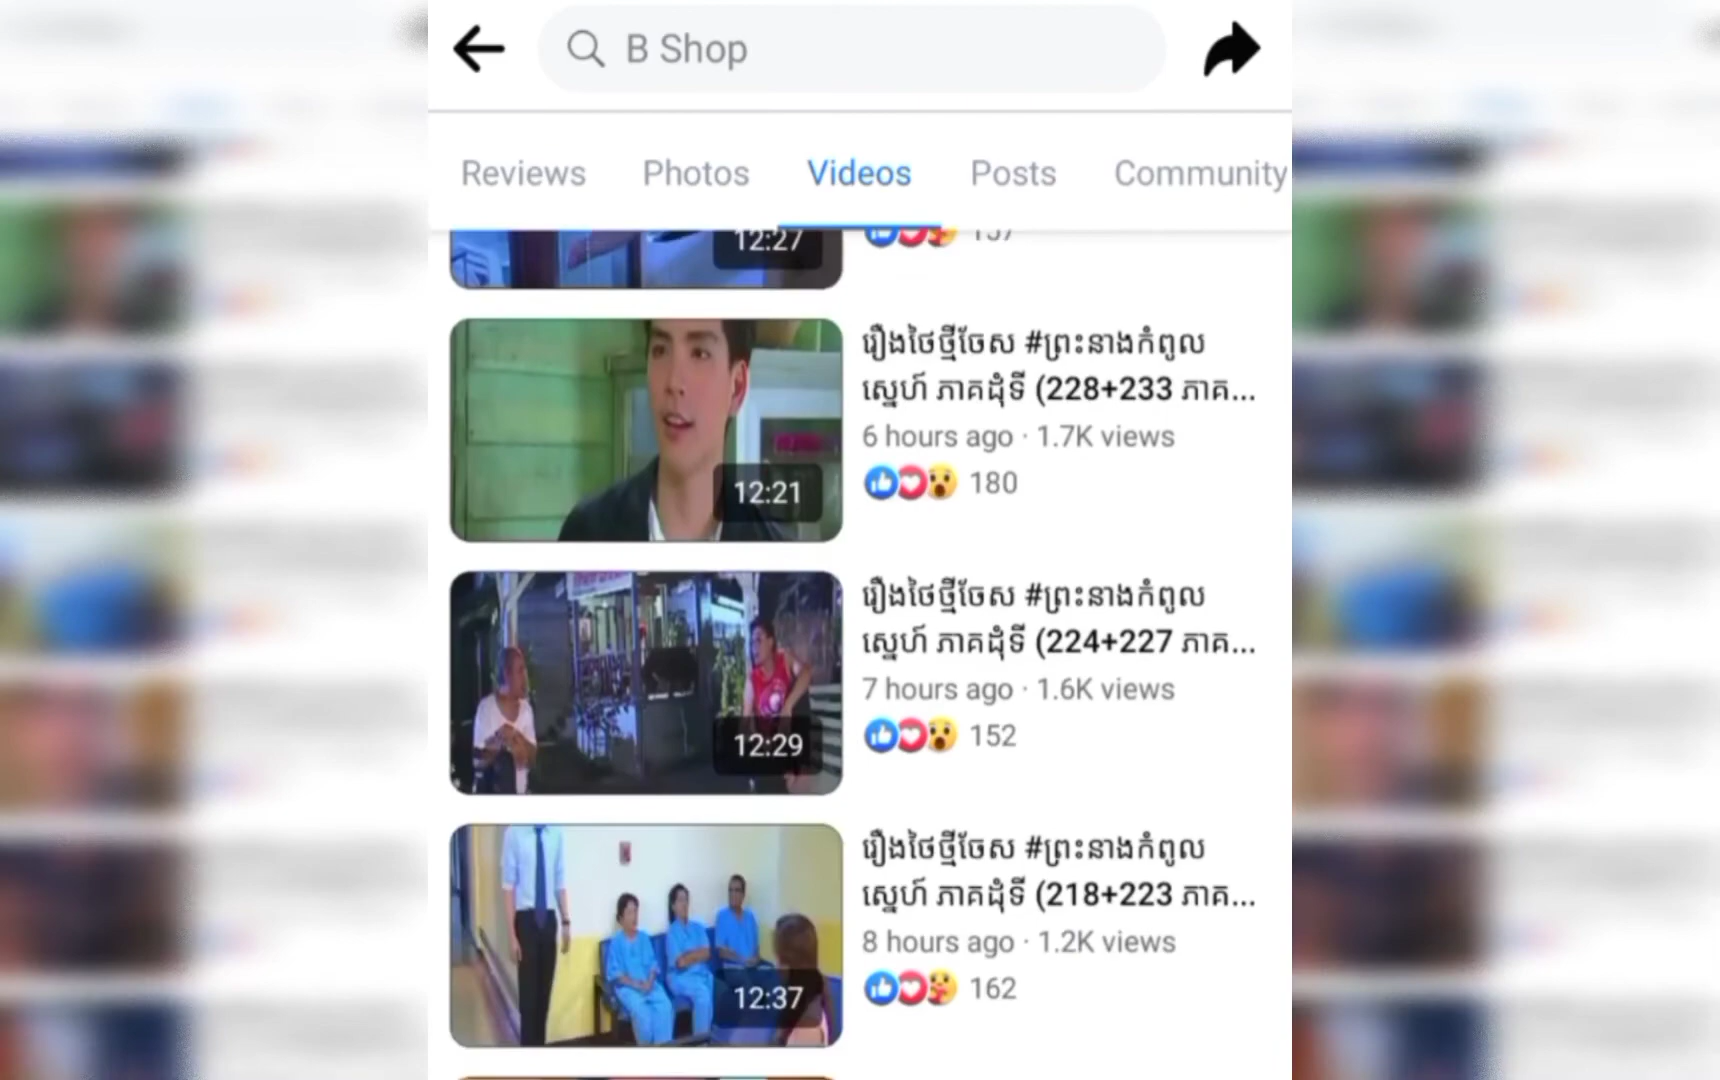 B Shop
Reviews Photos Videos Posts Community
12:27
157
រឿងថៃថ្មីចែស #ព្រះនាងកំពូល
ស្នេហ៍ ភាគដុំទី (228+233 ភាគ...
6 hours ago · 1.7K views
12:21
180
រឿងថៃថ្មីចែស #ព្រះនាងកំពូល
ស្នេហ៍ ភាគដុំទី (224+227 ភាគ...
7 hours ago · 1.6K views
12:29
152
រឿងថៃថ្មីចែស #ព្រះនាងកំពូល
ស្នេហ៍ ភាគដុំទី (218+223 ភាគ...
8 hours ago · 1.2K views
12:37
162